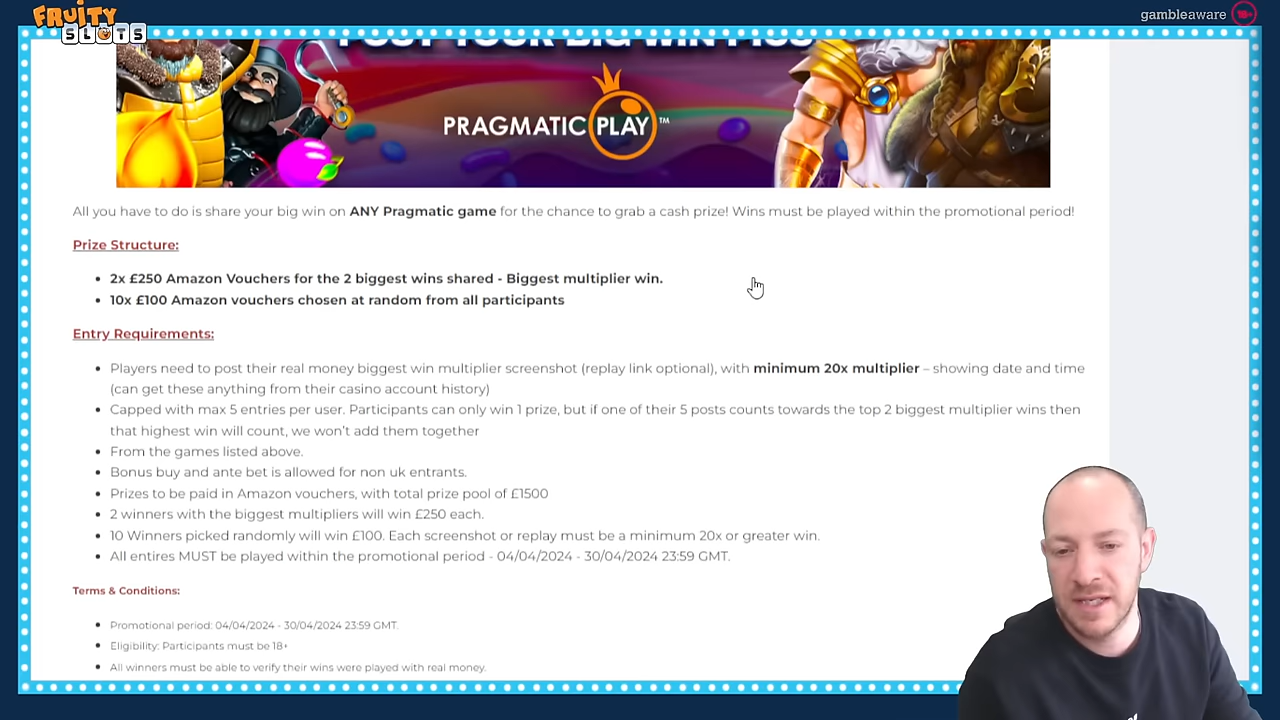 FRUITY
SLOTS
gambleaware
POST YOUR BIG WIN
PRAGMATIC PLAY™
All you have to do is share your big win on ANY Pragmatic game for the chance to grab a cash prize! Wins must be played within the promotional period!
Prize Structure:
2x £250 Amazon Vouchers for the 2 biggest wins shared - Biggest multiplier win.
10x £100 Amazon vouchers chosen at random from all participants
Entry Requirements:
Players need to post their real money biggest win multiplier screenshot (replay link optional), with minimum 20x multiplier – showing date and time
(can get these anything from their casino account history)
Capped with max 5 entries per user. Participants can only win 1 prize, but if one of their 5 posts counts towards the top 2 biggest multiplier wins then
that highest win will count, we won't add them together
From the games listed above.
Bonus buy and ante bet is allowed for non uk entrants.
Prizes to be paid in Amazon vouchers, with total prize pool of £1500
2 winners with the biggest multipliers will win £250 each.
10 Winners picked randomly will win £100. Each screenshot or replay must be a minimum 20x or greater win.
All entires MUST be played within the promotional period - 04/04/2024 - 30/04/2024 23:59 GMT.
Terms & Conditions:
Promotional period: 04/04/2024 - 30/04/2024 23:59 GMT.
Eligibility: Participants must be 18+
All winners must be able to verify their wins were played with real money.